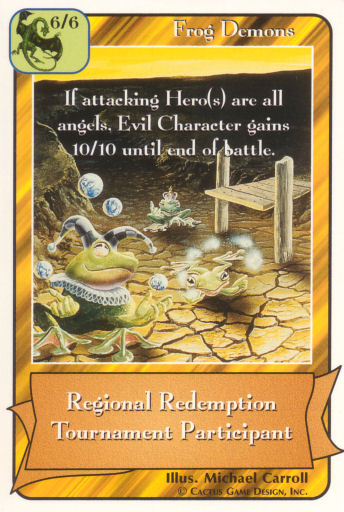 6/6
Frog Demons
If attacking Hero(s) are all
angels, Evil Character gains
10/10 until end of battle.
Regional Redemption
Tournament Participant
Illus. Michael Carroll
© Cactus Game Design, Inc.